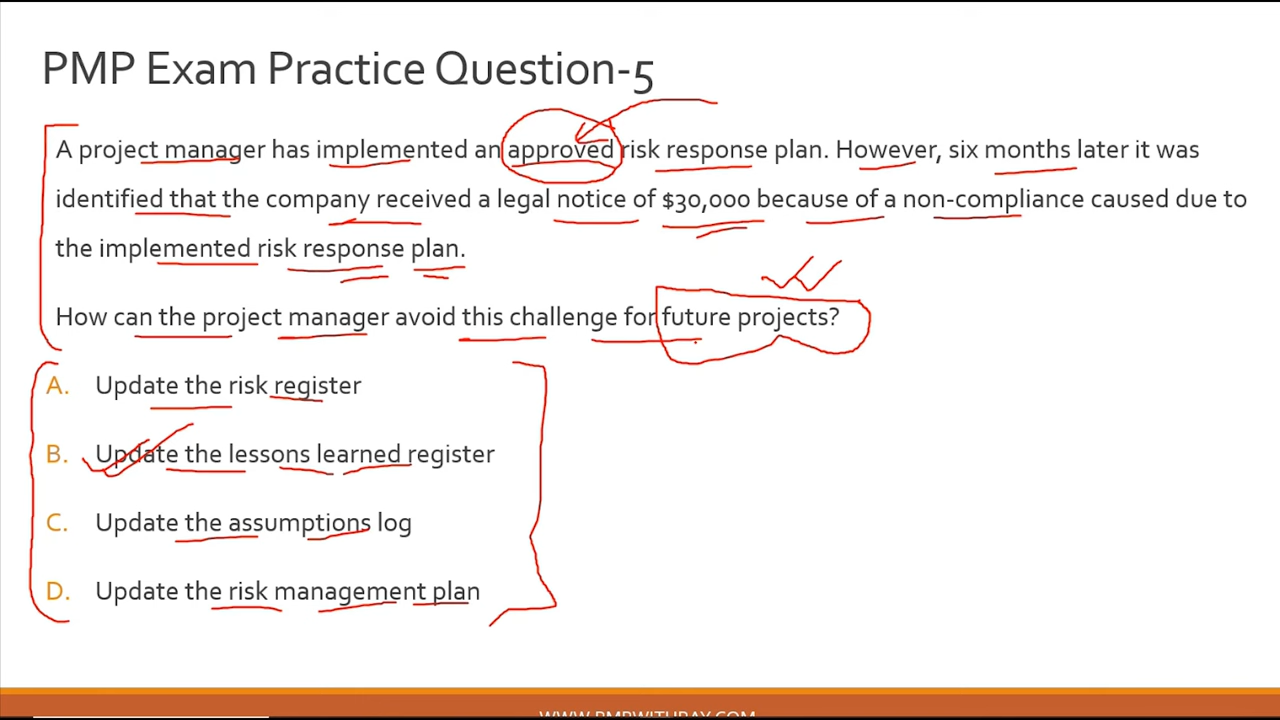 PMP Exam Practice Question-5
A project manager has implemented an approved risk response plan. However, six months later it was
identified that the company received a legal notice of $30,000 because of a non-compliance caused due to
the implemented risk response plan.
How can the project manager avoid this challenge for future projects?
A. Update the risk register
B. Update the lessons learned register
C. Update the assumptions log
D. Update the risk management plan
WWW.PMPWITHRAY.COM